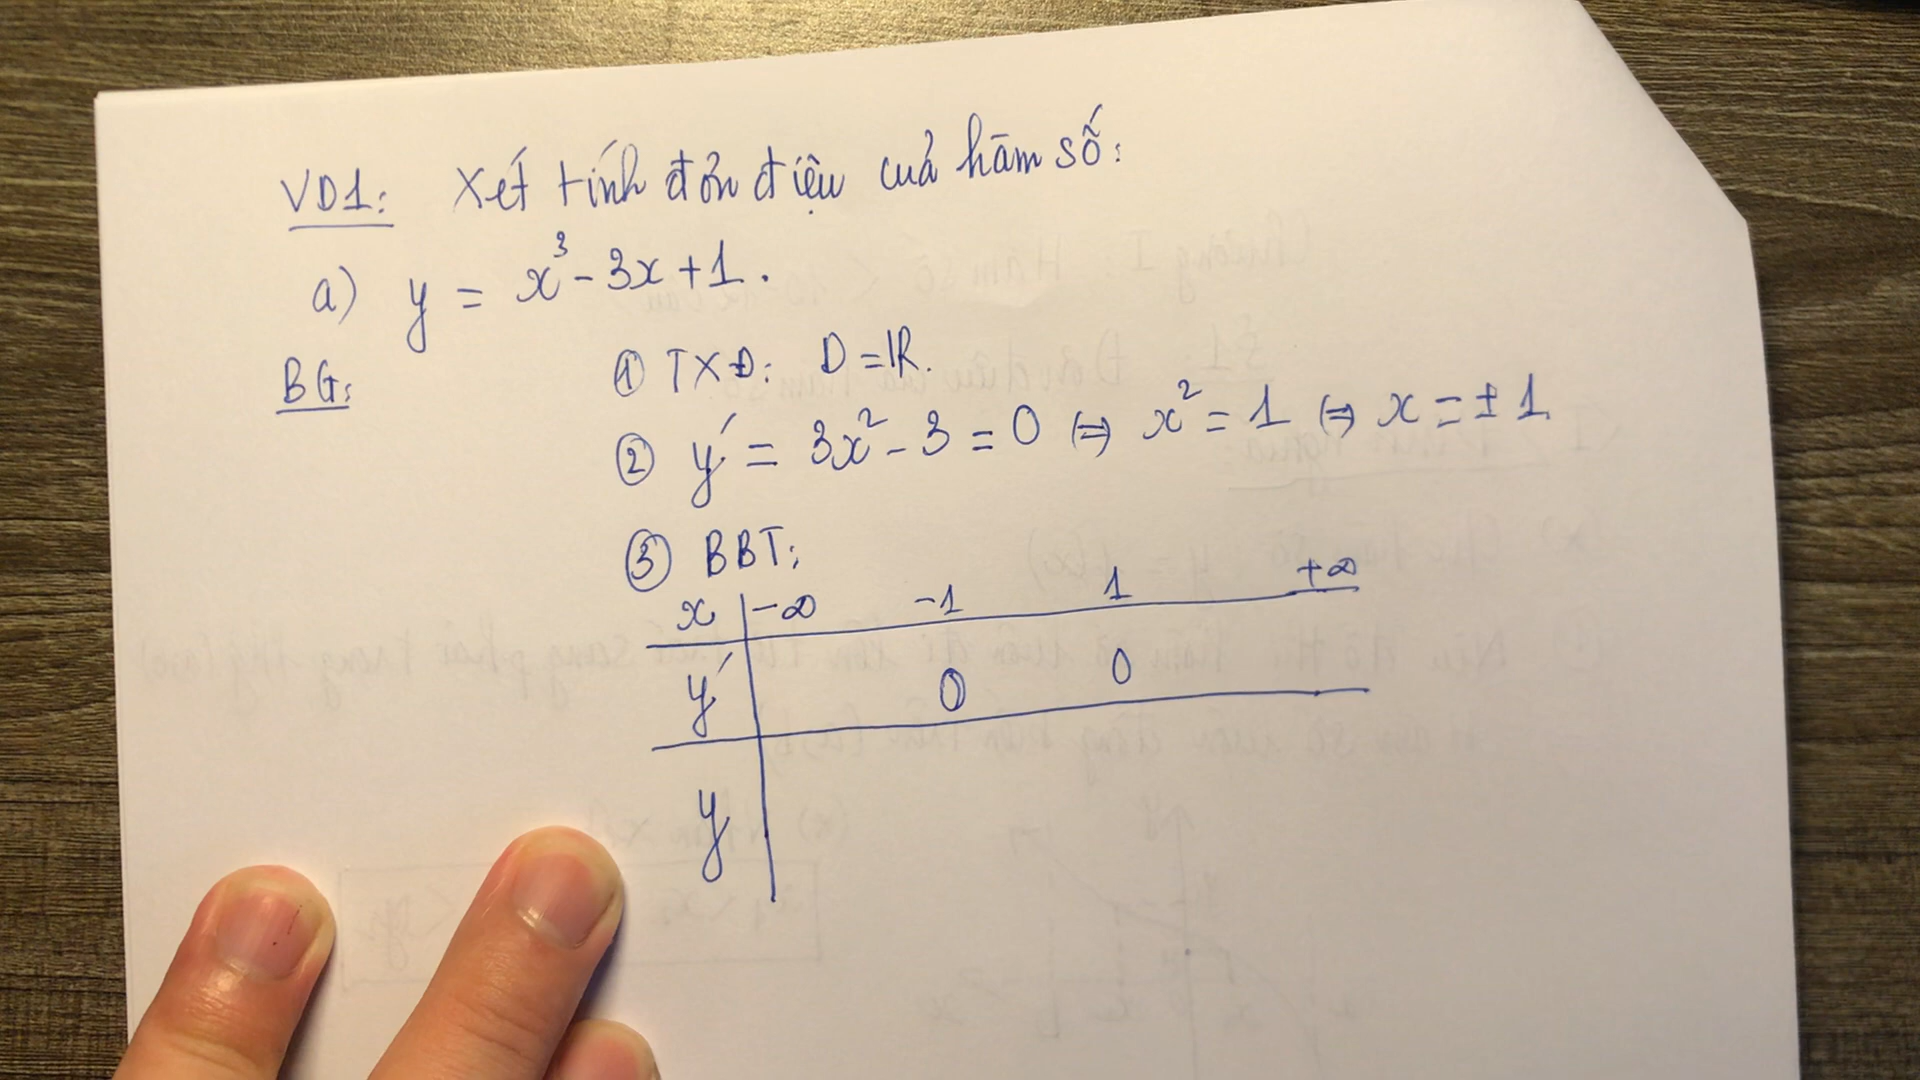 VD1: Xét tính đơn điệu của hàm số:
a) y = x³ - 3x + 1.
BG:
① TXĐ: D = ℝ.
② y' = 3x² - 3 = 0 ⇔ x² = 1 ⇔ x = ± 1
③ BBT:
x -∞ -1 1 +∞
y' 0 0
y